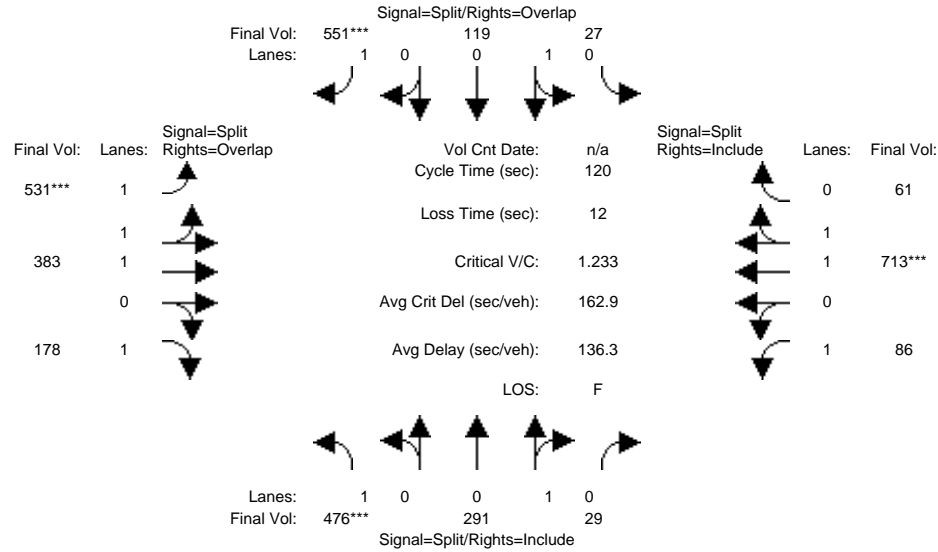 Signal=Split/Rights=Overlap
Final Vol: 551*** 119 27
Lanes: 1 0 0 1 0
Signal=Split
Final Vol: Lanes: Rights=Overlap
Vol Cnt Date: n/a
Signal=Split
Rights=Include Lanes: Final Vol:
Cycle Time (sec): 120
531*** 1
0 61
Loss Time (sec): 12
1
1
383 1
Critical V/C: 1.233
1 713***
0
Avg Crit Del (sec/veh): 162.9
0
178 1
Avg Delay (sec/veh): 136.3
1 86
LOS: F
Lanes: 1 0 0 1 0
Final Vol: 476*** 291 29
Signal=Split/Rights=Include